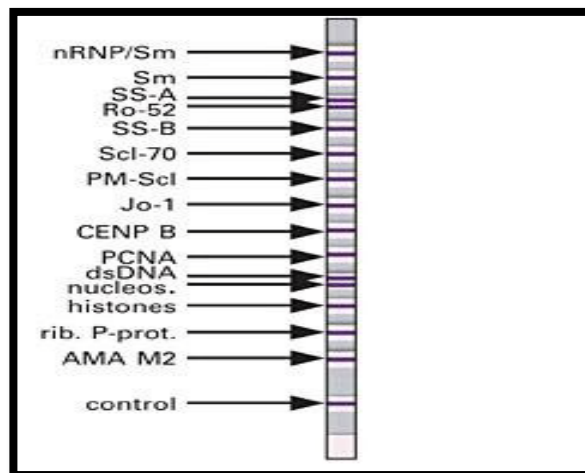 nRNP/Sm
Sm
SS-A
Ro-52
SS-B
Scl-70
PM-Scl
Jo-1
CENP B
PCNA
dsDNA
nucleos.
histones
rib. P-prot.
AMA M2
control